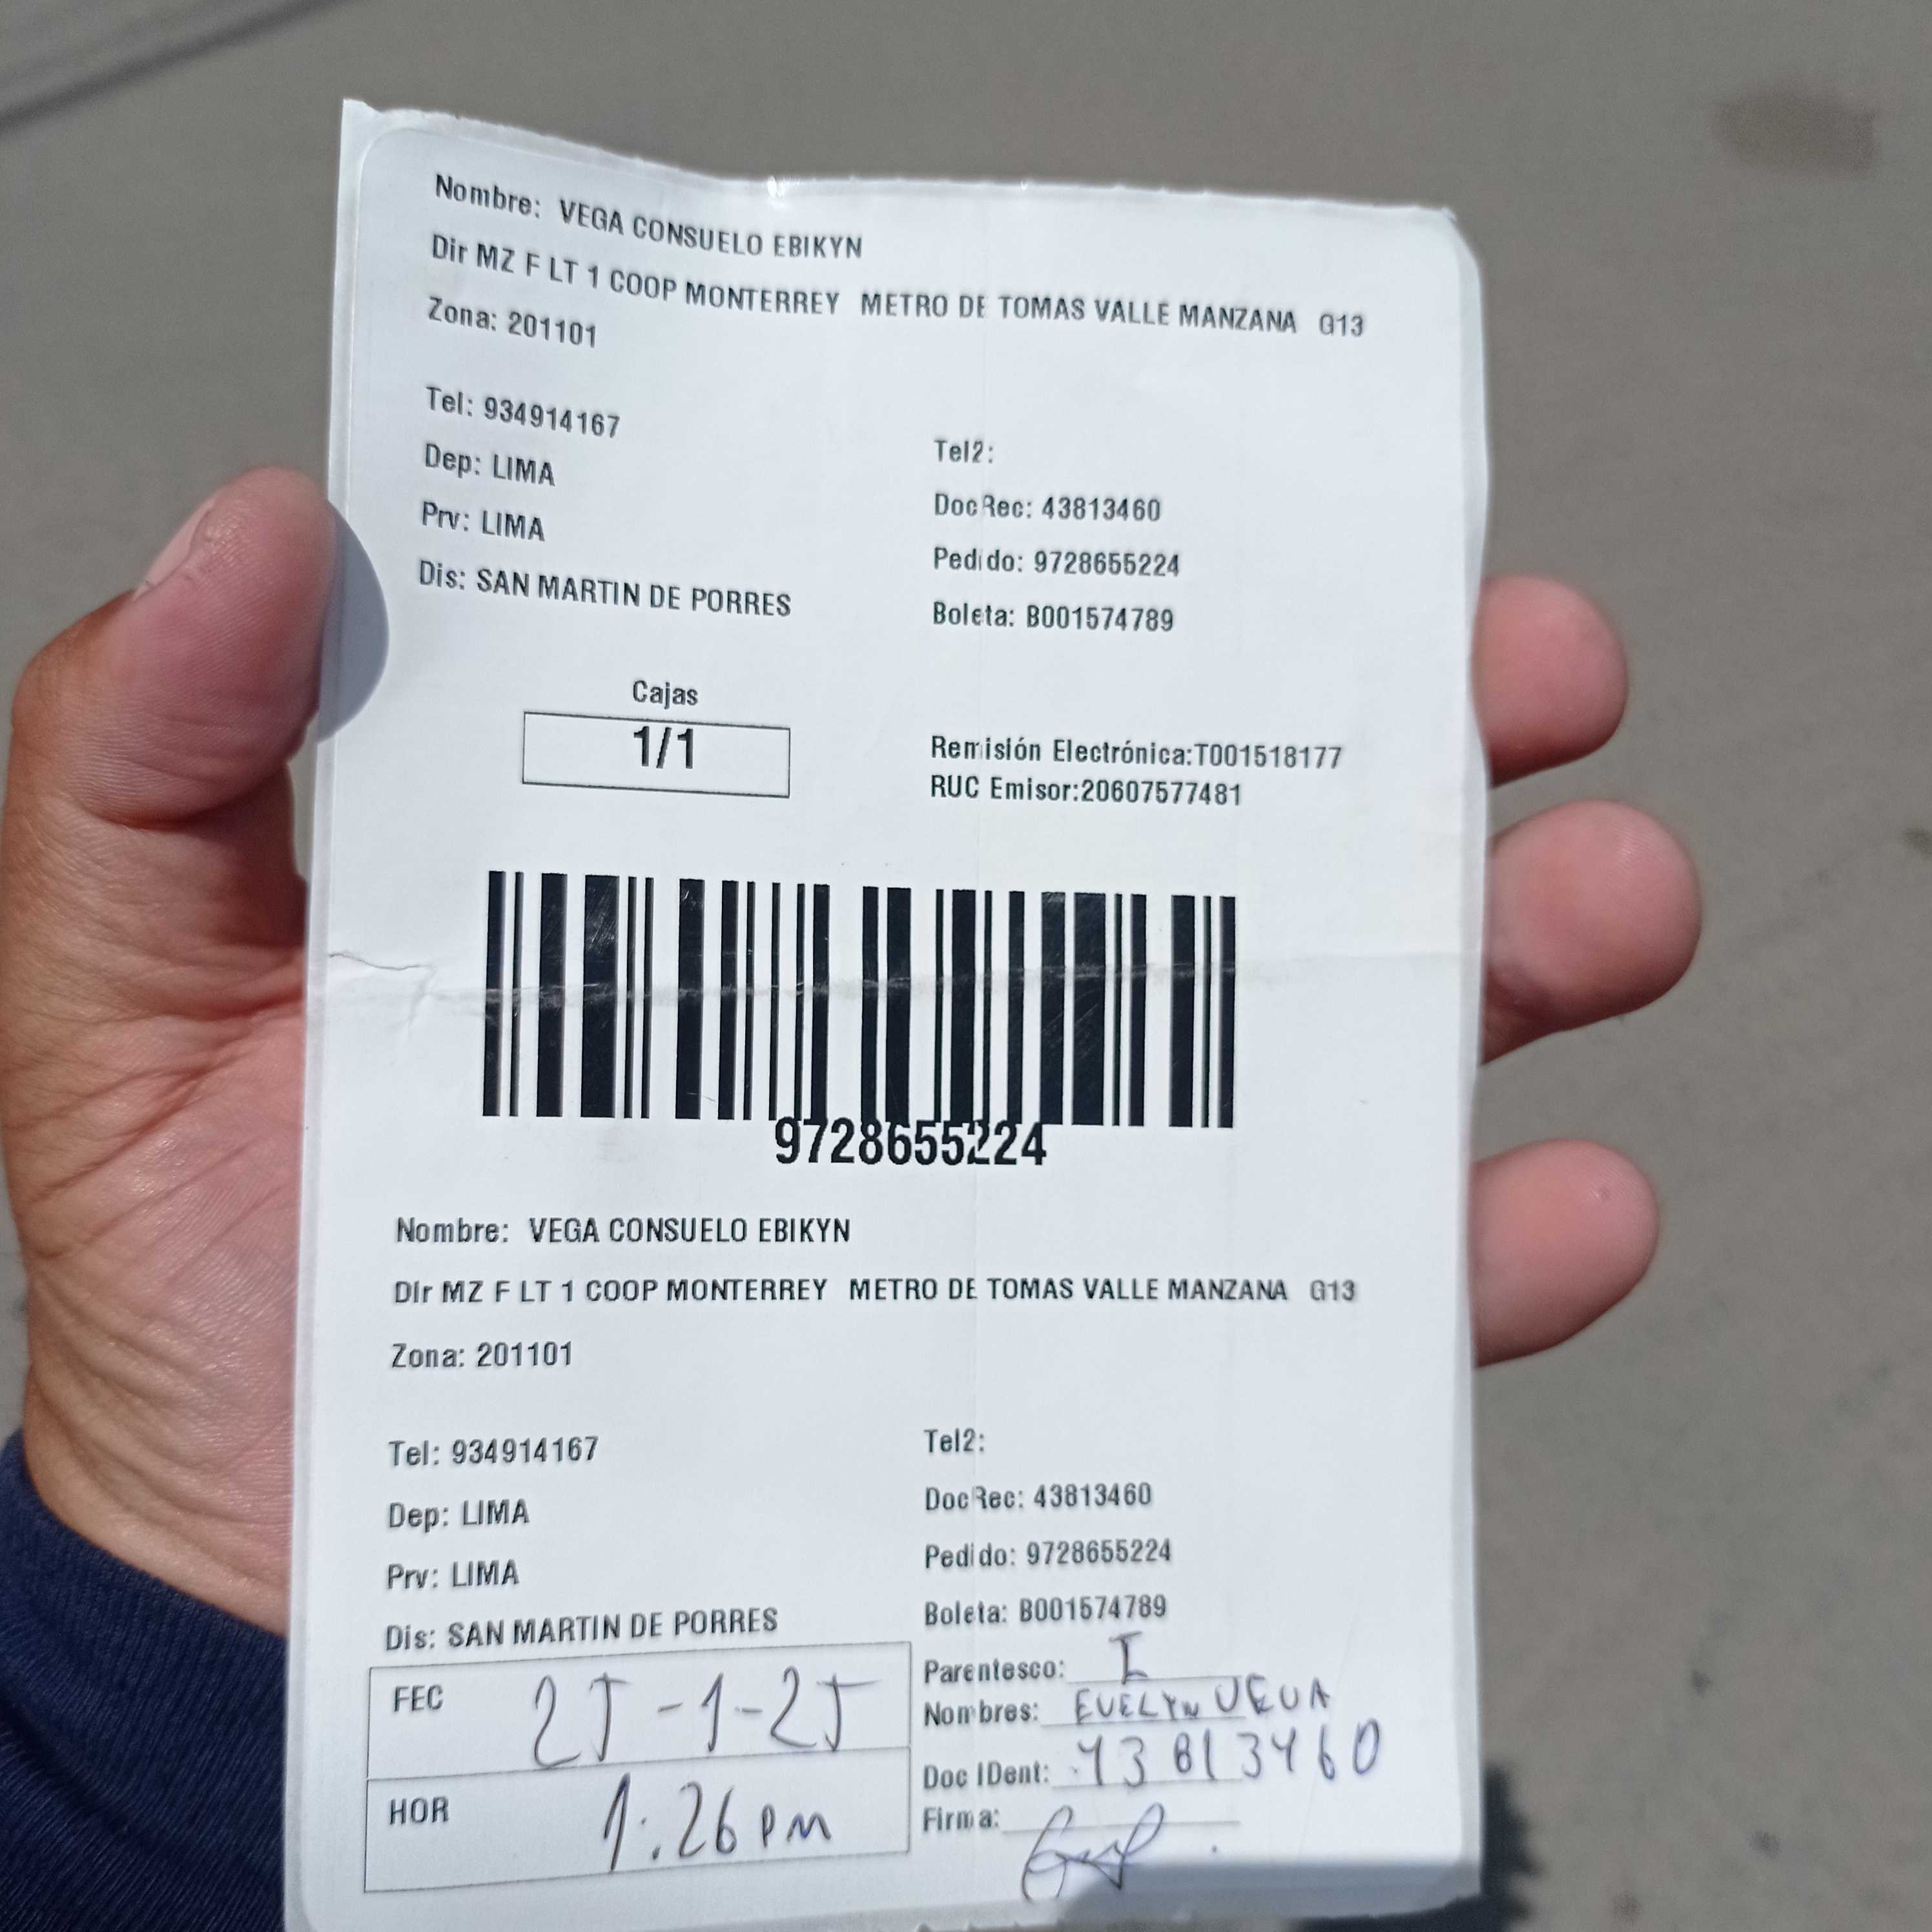 Nombre: VEGA CONSUELO EBIKYN
Dir MZ F LT 1 COOP MONTERREY METRO DE TOMAS VALLE MANZANA G13
Zona: 201101
Tel: 934914167
Tel2:
Dep: LIMA
DocRec: 43813460
Prv: LIMA
Pedido: 9728655224
Dis: SAN MARTIN DE PORRES
Boleta: B001574789
Cajas
1/1
Remisión Electrónica:T001518177
RUC Emisor:20607577481
9728655224
Nombre: VEGA CONSUELO EBIKYN
Dir MZ F LT 1 COOP MONTERREY METRO DE TOMAS VALLE MANZANA G13
Zona: 201101
Tel: 934914167
Tel2:
Dep: LIMA
DocRec: 43813460
Prv: LIMA
Pedido: 9728655224
Dis: SAN MARTIN DE PORRES
Boleta: B001574789
FEC 25-1-25
HOR 1:26 PM
Parentesco: I
Nombres: EVELYN VEGA
Doc IDent: 43813460
Firma: